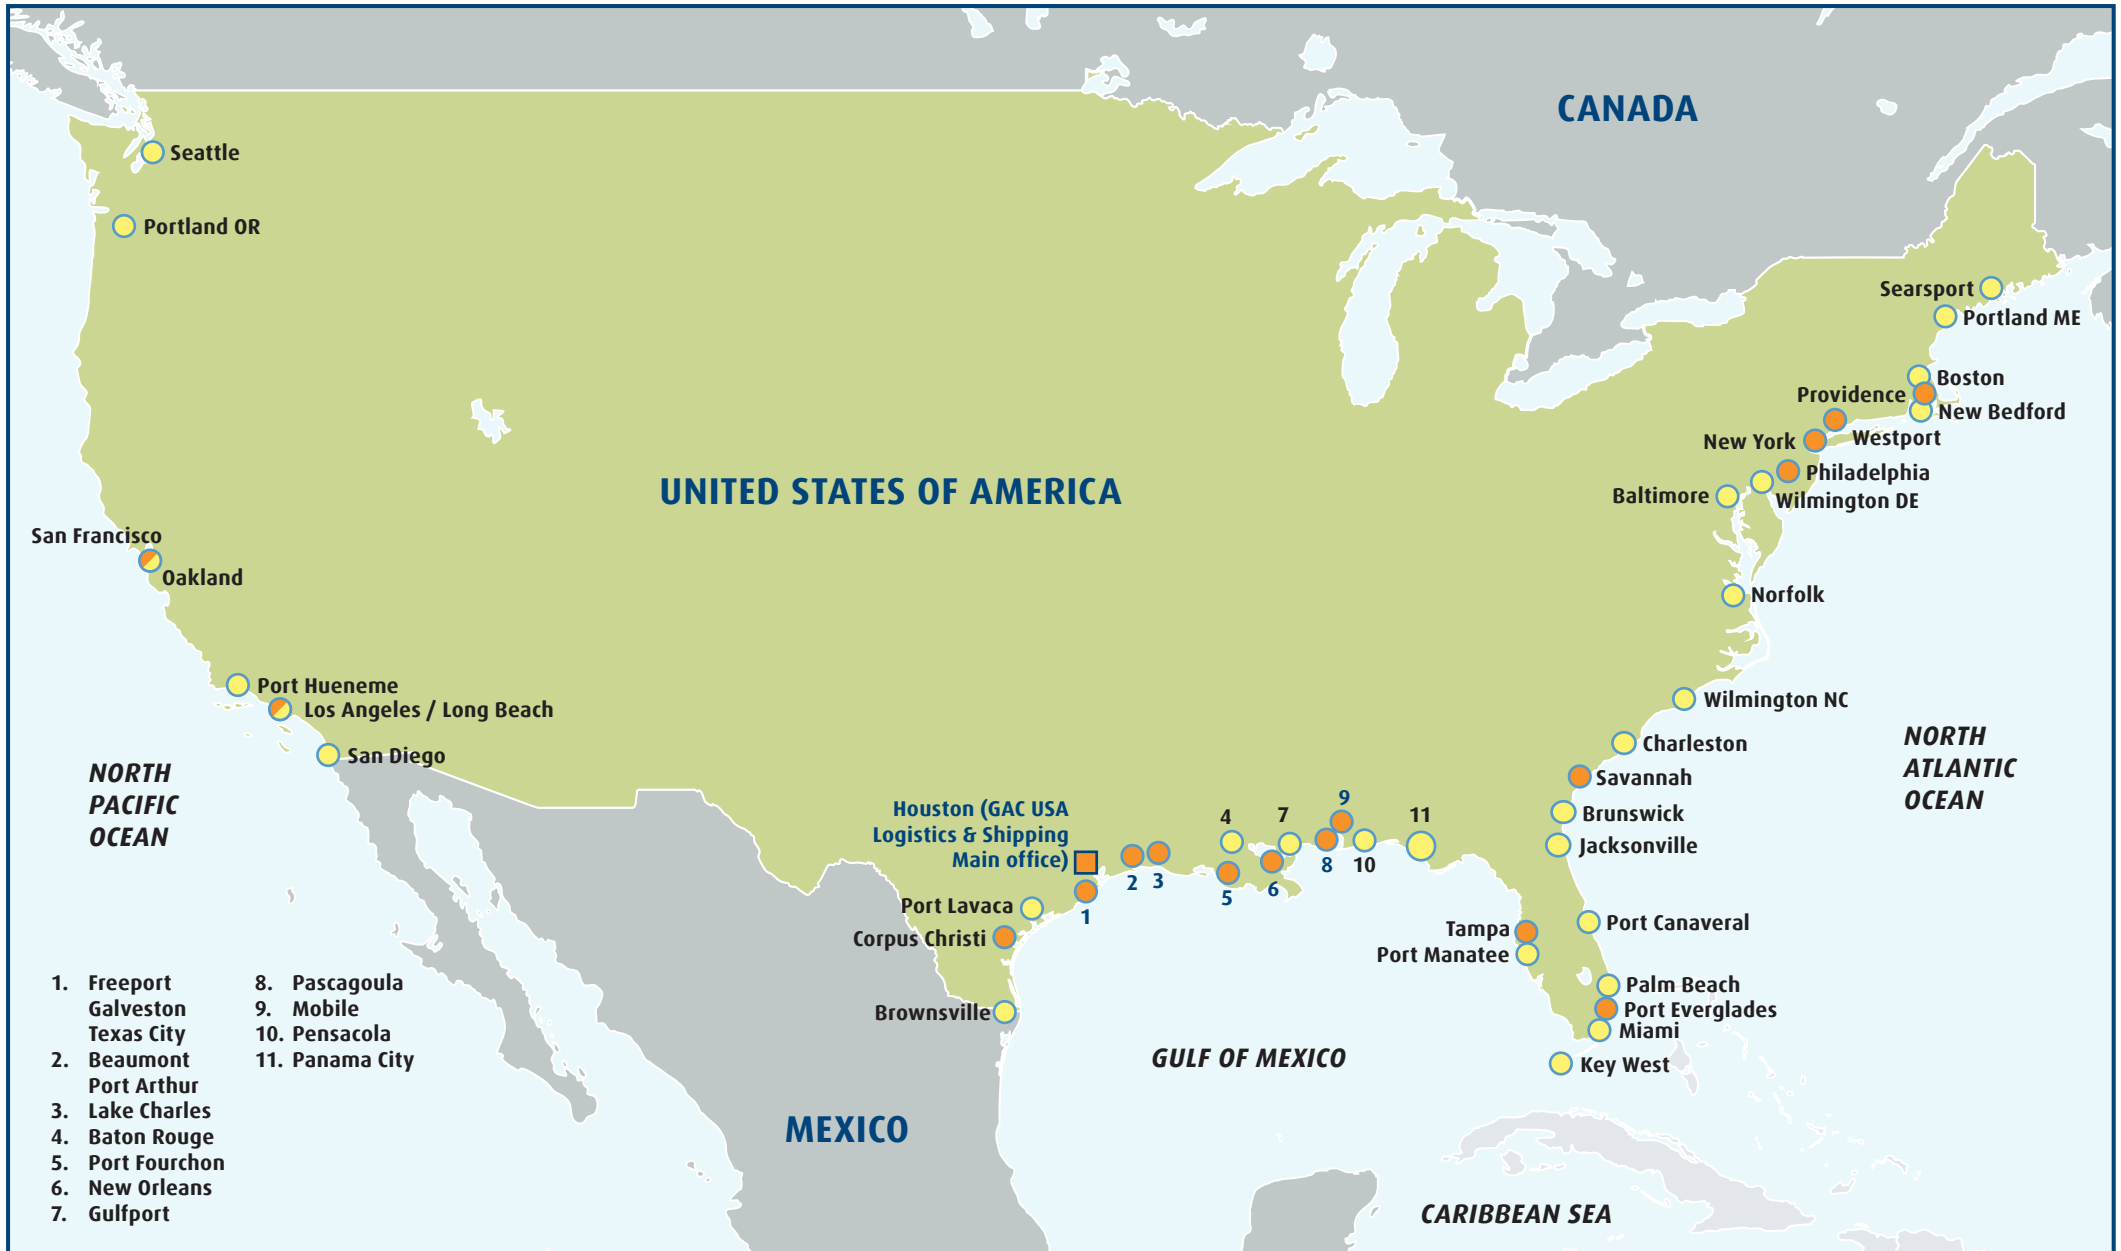 CANADA
Seattle
Portland OR
Searsport
Portland ME
Boston
Providence
New Bedford
Westport
New York
Philadelphia
Baltimore
Wilmington DE
UNITED STATES OF AMERICA
San Francisco
Oakland
Norfolk
Port Hueneme
Los Angeles / Long Beach
San Diego
Wilmington NC
Charleston
Savannah
Brunswick
Jacksonville
NORTH
PACIFIC
OCEAN
NORTH
ATLANTIC
OCEAN
Houston (GAC USA
Logistics & Shipping
Main office)
9
4
7
11
8
10
2
3
5
6
1
Port Lavaca
Corpus Christi
Brownsville
Tampa
Port Manatee
Port Canaveral
Palm Beach
Port Everglades
Miami
Key West
GULF OF MEXICO
MEXICO
CARIBBEAN SEA
1. Freeport
Galveston
Texas City
2. Beaumont
Port Arthur
3. Lake Charles
4. Baton Rouge
5. Port Fourchon
6. New Orleans
7. Gulfport
8. Pascagoula
9. Mobile
10. Pensacola
11. Panama City